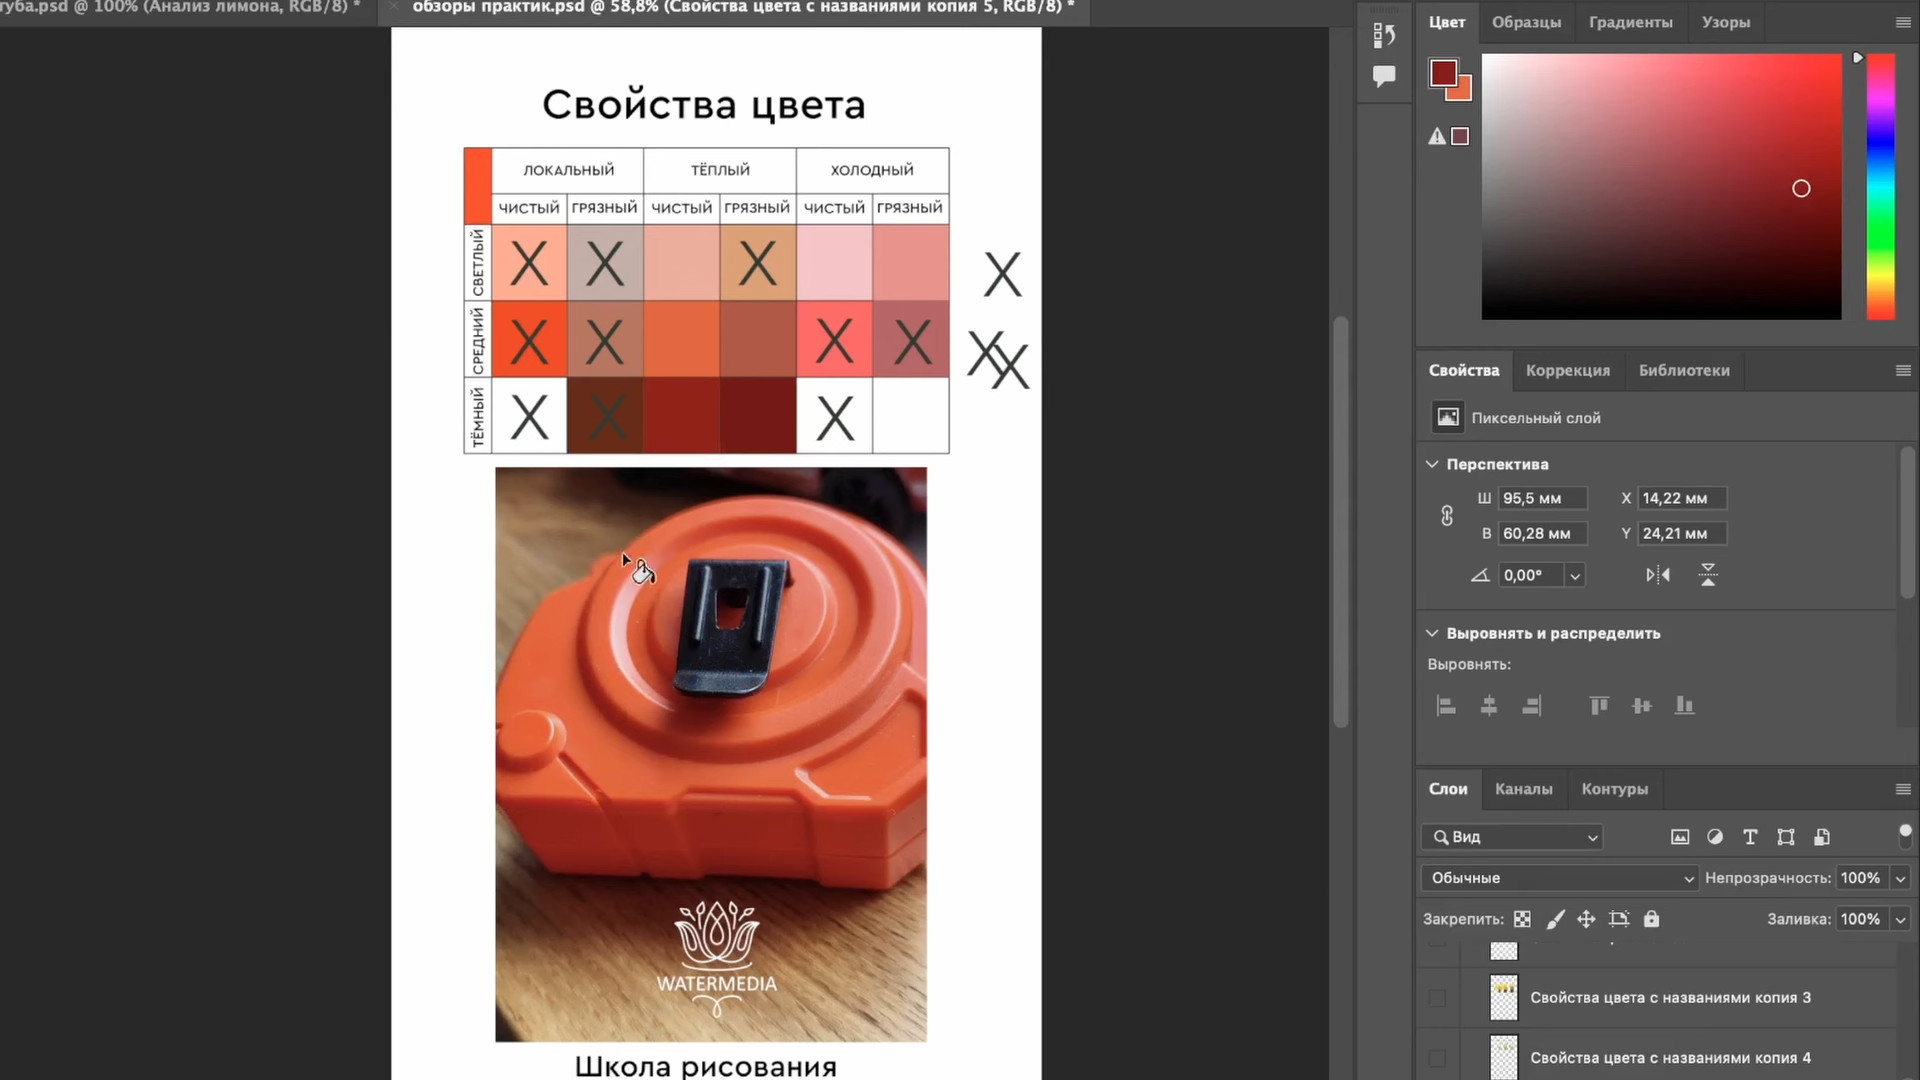 туба.psd @ 100% (Анализ лимона, RGB/8) *
обзоры практик.psd @ 58,8% (Свойства цвета с названиями копия 5, RGB/8) *
Свойства цвета
ЛОКАЛЬНЫЙ ТЁПЛЫЙ ХОЛОДНЫЙ
ЧИСТЫЙ ГРЯЗНЫЙ ЧИСТЫЙ ГРЯЗНЫЙ ЧИСТЫЙ ГРЯЗНЫЙ
СВЕТЛЫЙ
X X X
X
СРЕДНИЙ
X X X X
X X
ТЁМНЫЙ
X X X
WATERMEDIA
Школа рисования
Цвет Образцы Градиенты Узоры
Свойства Коррекция Библиотеки
Пиксельный слой
Перспектива
Ш 95,5 мм X 14,22 мм
В 60,28 мм Y 24,21 мм
0,00°
Выровнять и распределить
Выровнять:
Слои Каналы Контуры
Вид
Обычные Непрозрачность: 100%
Закрепить: Заливка: 100%
Свойства цвета с названиями копия 3
Свойства цвета с названиями копия 4